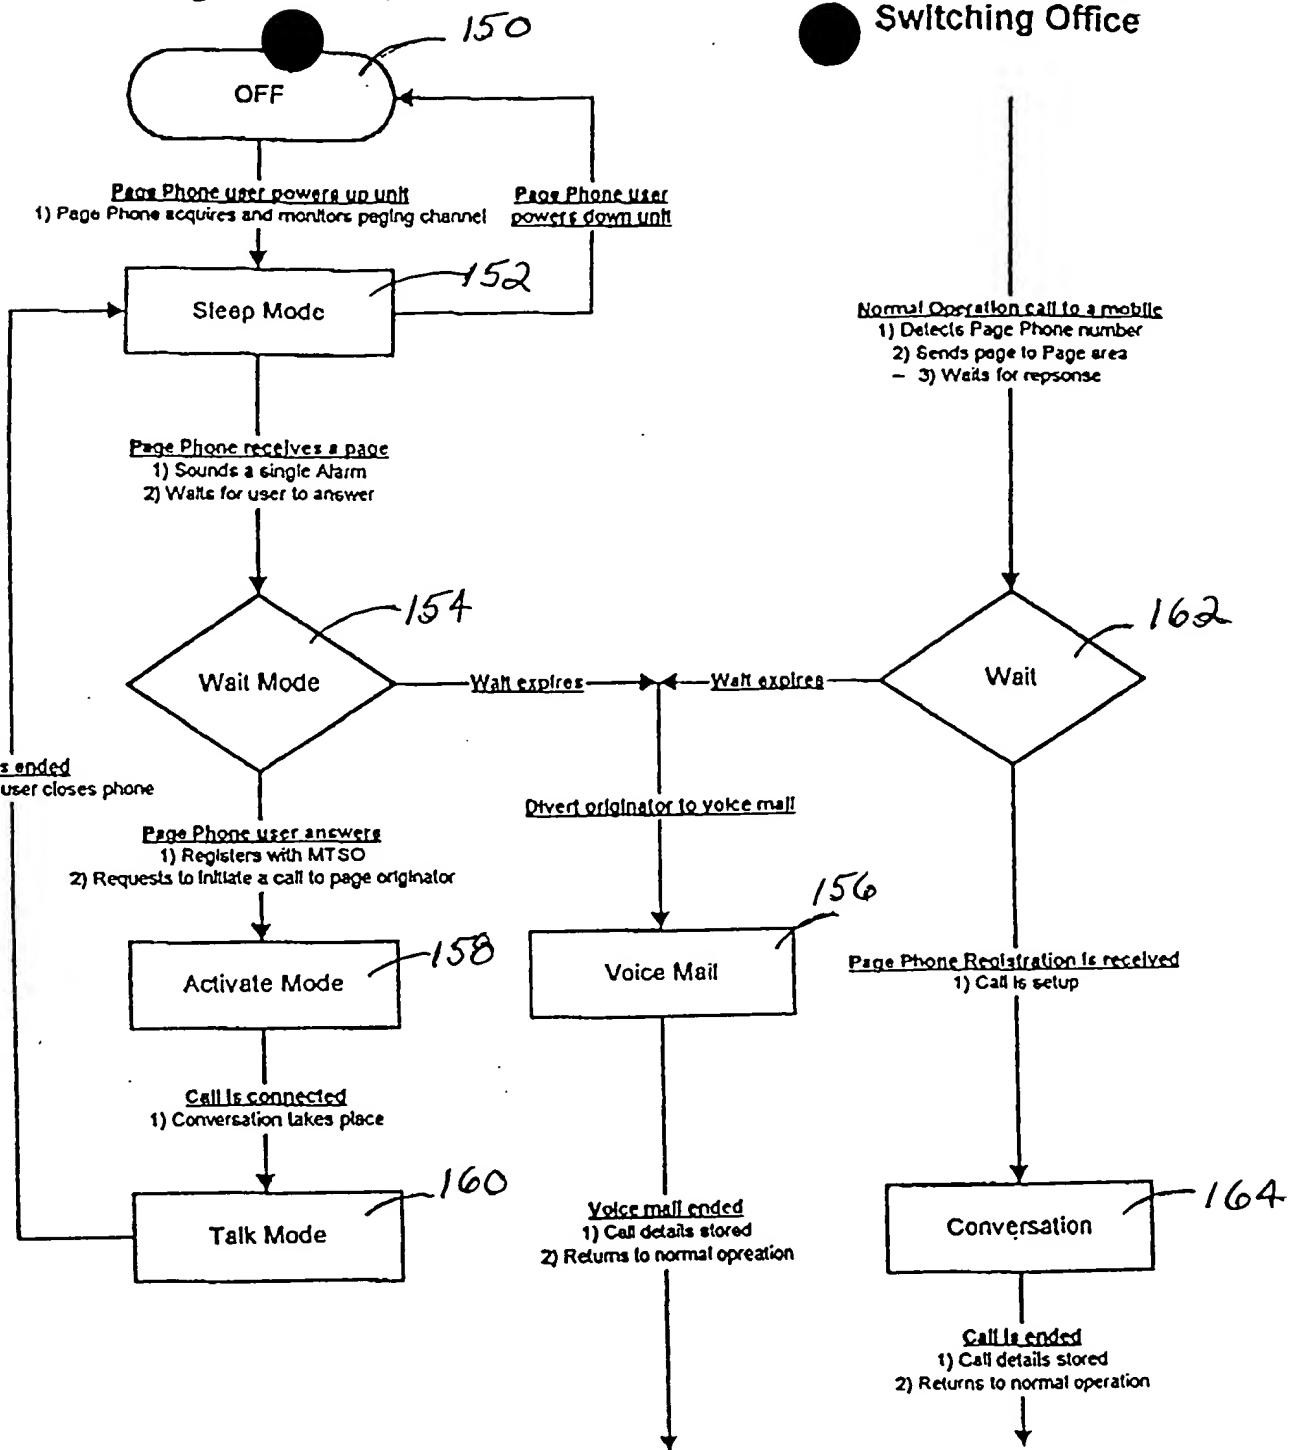 Switching Office
150
OFF
Page Phone user powers up unit
1) Page Phone acquires and monitors paging channel
Page Phone user
powers down unit
152
Sleep Mode
Normal Operation call to a mobile
1) Detects Page Phone number
2) Sends page to Page area
– 3) Waits for repsonse
Page Phone receives a page
1) Sounds a single Alarm
2) Waits for user to answer
154
Wait Mode
Wait expires
Wait expires
162
Wait
s ended
user closes phone
Divert originator to voice mail
Page Phone user answers
1) Registers with MTSO
2) Requests to initiate a call to page originator
156
158
Activate Mode
Voice Mail
Page Phone Registration is received
1) Call is setup
Call is connected
1) Conversation takes place
160
Talk Mode
Voice mail ended
1) Call details stored
2) Returns to normal opreation
164
Conversation
Call is ended
1) Call details stored
2) Returns to normal operation